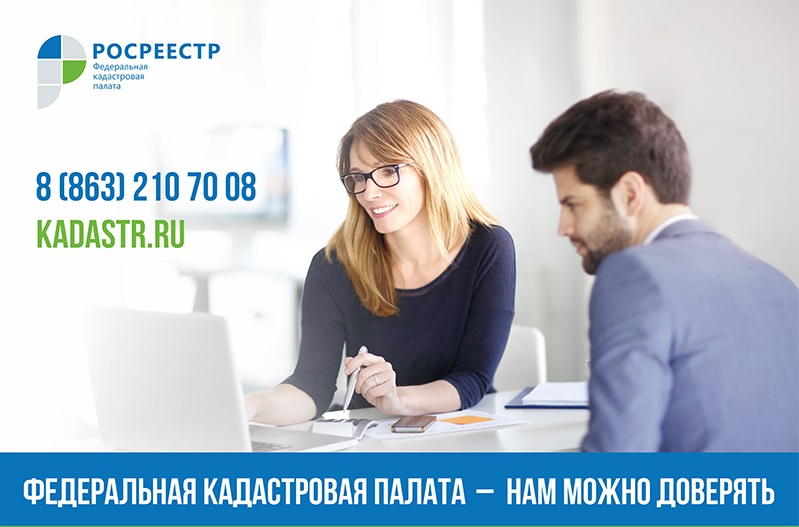 РОСРЕЕСТР
Федеральная
кадастровая
палата
8 (863) 210 70 08
KADASTR.RU
ФЕДЕРАЛЬНАЯ КАДАСТРОВАЯ ПАЛАТА – НАМ МОЖНО ДОВЕРЯТЬ